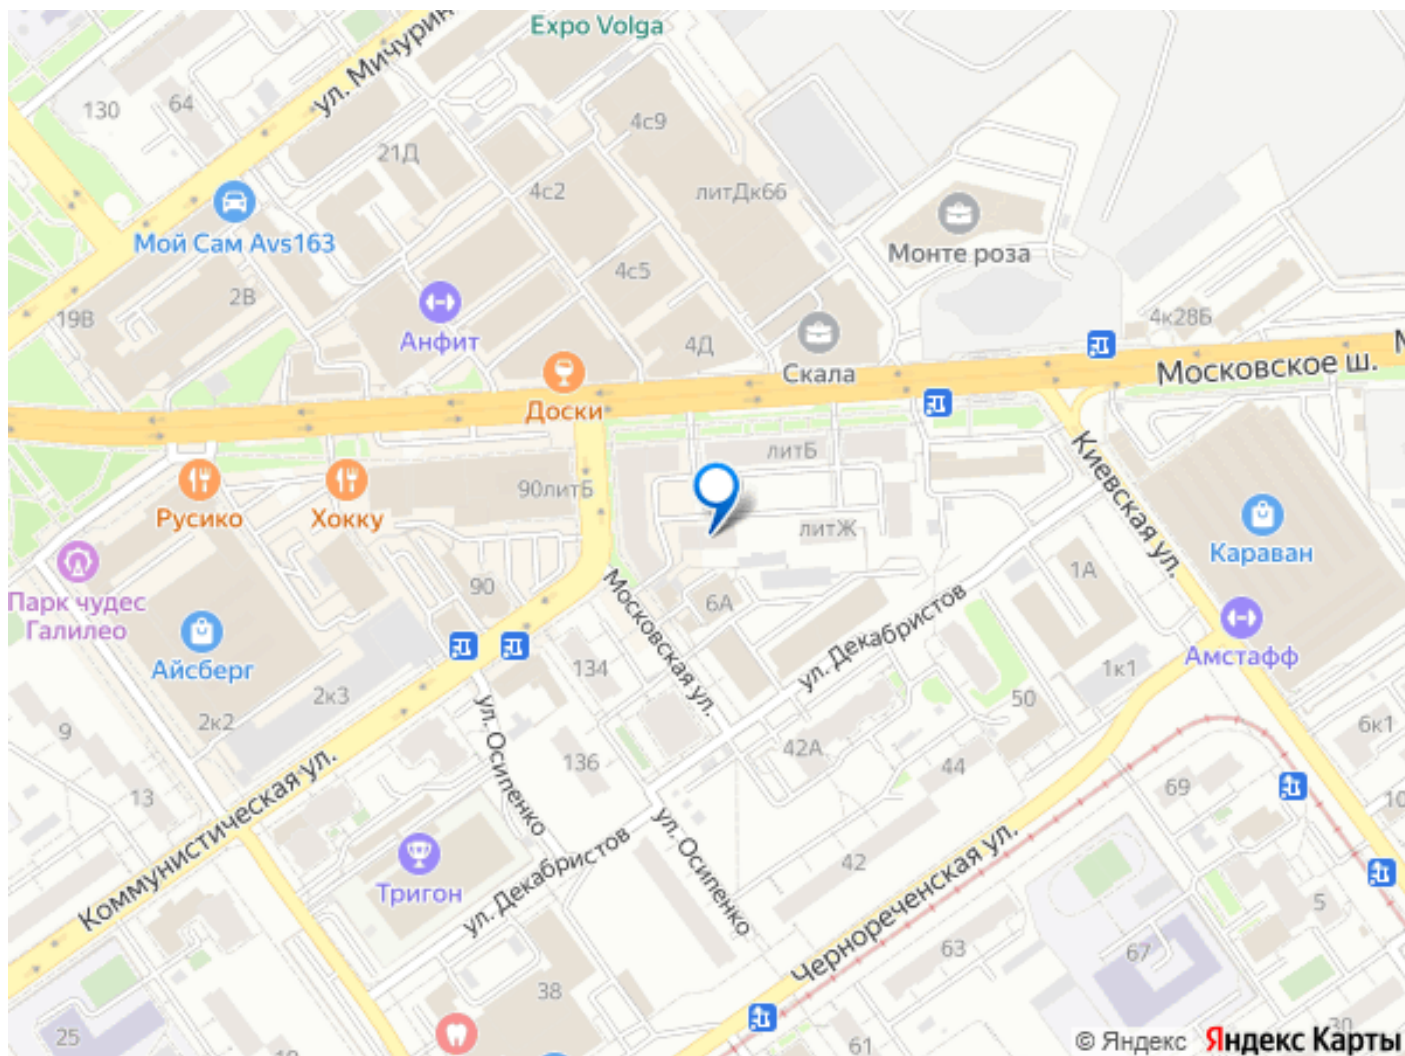 Expo Volga
ул. Мичурин
130
64
4с9
21Д
4с2
литДк66
Мой Сам Avs163
Монте роза
4с5
2В
19В
4к28Б
Анфит
4Д
Скала
Московское ш.
М
Доски
литБ
Киевская ул.
90литБ
Русико
Хокку
литЖ
Караван
Парк чудес
Галилео
90
6А
1А
Московская ул.
ул. Декабристов
Айсберг
134
Амстафф
1к1
2к3
2к2
50
9
6к1
ул. Осипенко
42А
136
44
69
13
10
Коммунистическая ул.
ул. Осипенко
42
Тригон
ул. Декабристов
Чернореченская ул.
5
63
67
38
25
30
61
18
© Яндекс Яндекс Карты